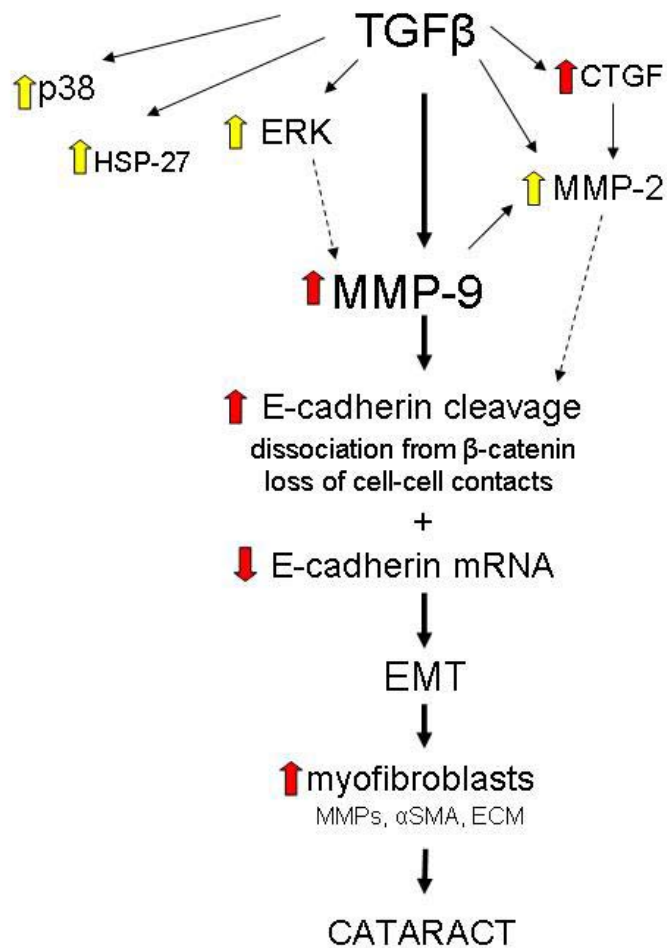 TGFβ
p38
CTGF
ERK
HSP-27
MMP-2
MMP-9
E-cadherin cleavage
dissociation from β-catenin
loss of cell-cell contacts
+
E-cadherin mRNA
EMT
myofibroblasts
MMPs, αSMA, ECM
CATARACT